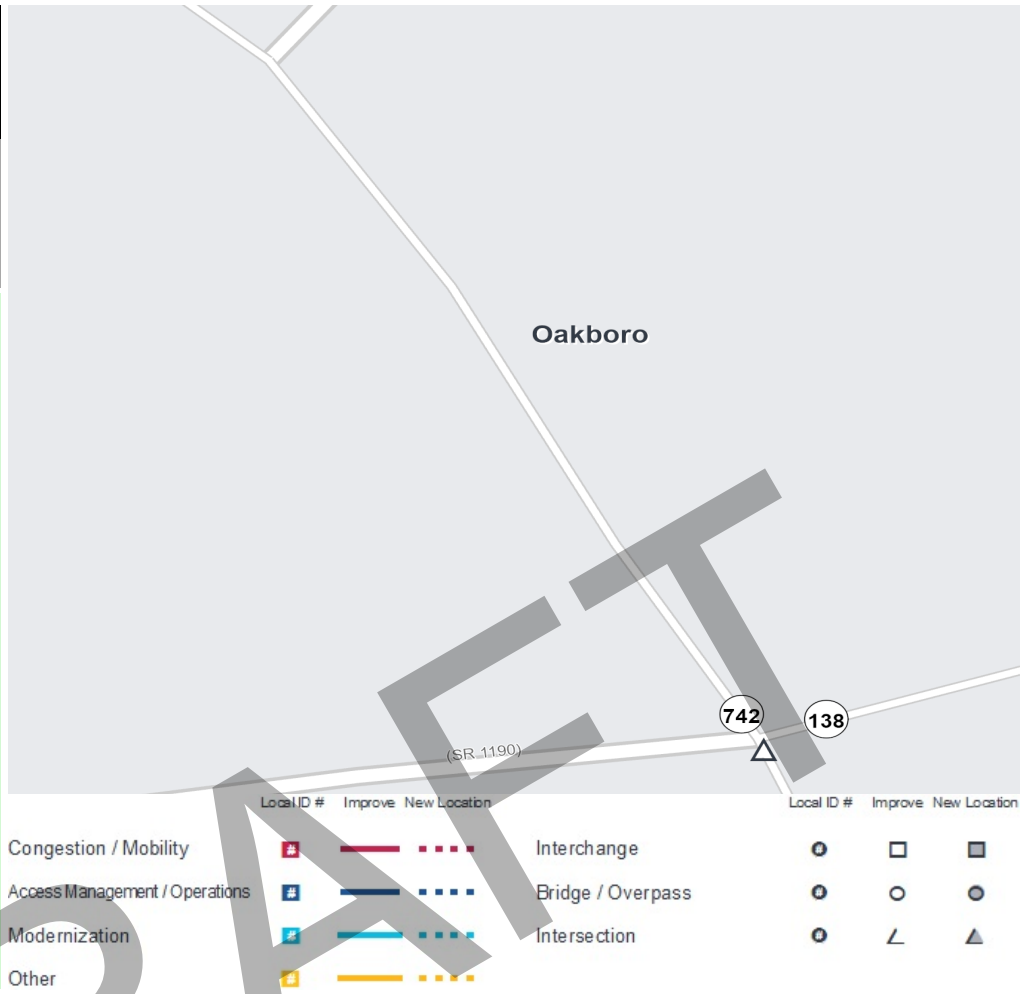 Oakboro
742
138
(SR 1190)
Local ID # Improve New Location
Local ID # Improve New Location
Congestion / Mobility #
Interchange #
Access Management / Operations #
Bridge / Overpass #
Modernization #
Intersection #
Other #
RAFT